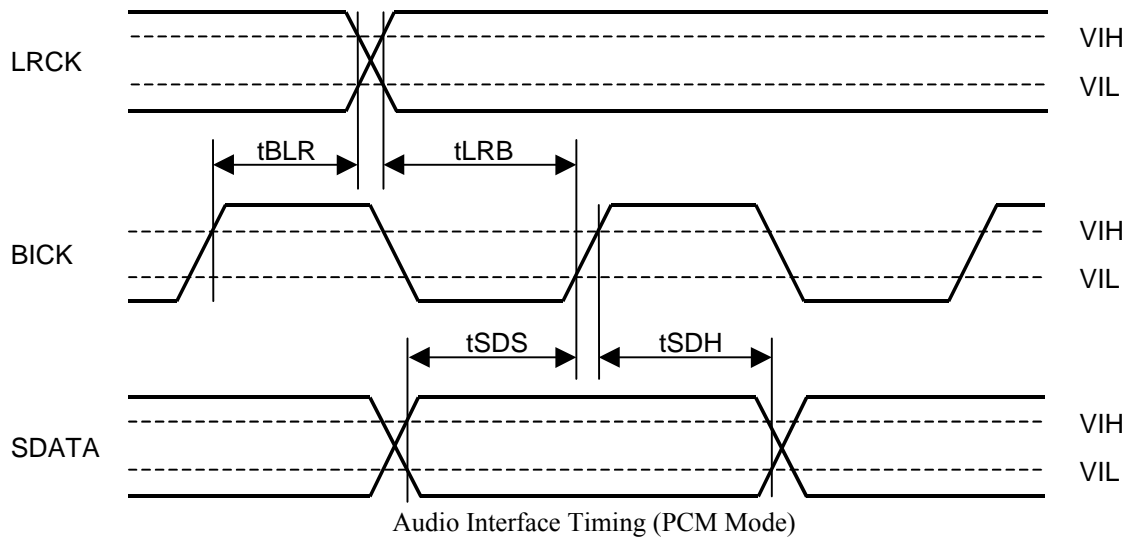 LRCK
VIH
VIL
tBLR
tLRB
BICK
VIH
VIL
tSDS
tSDH
SDATA
VIH
VIL
Audio Interface Timing (PCM Mode)